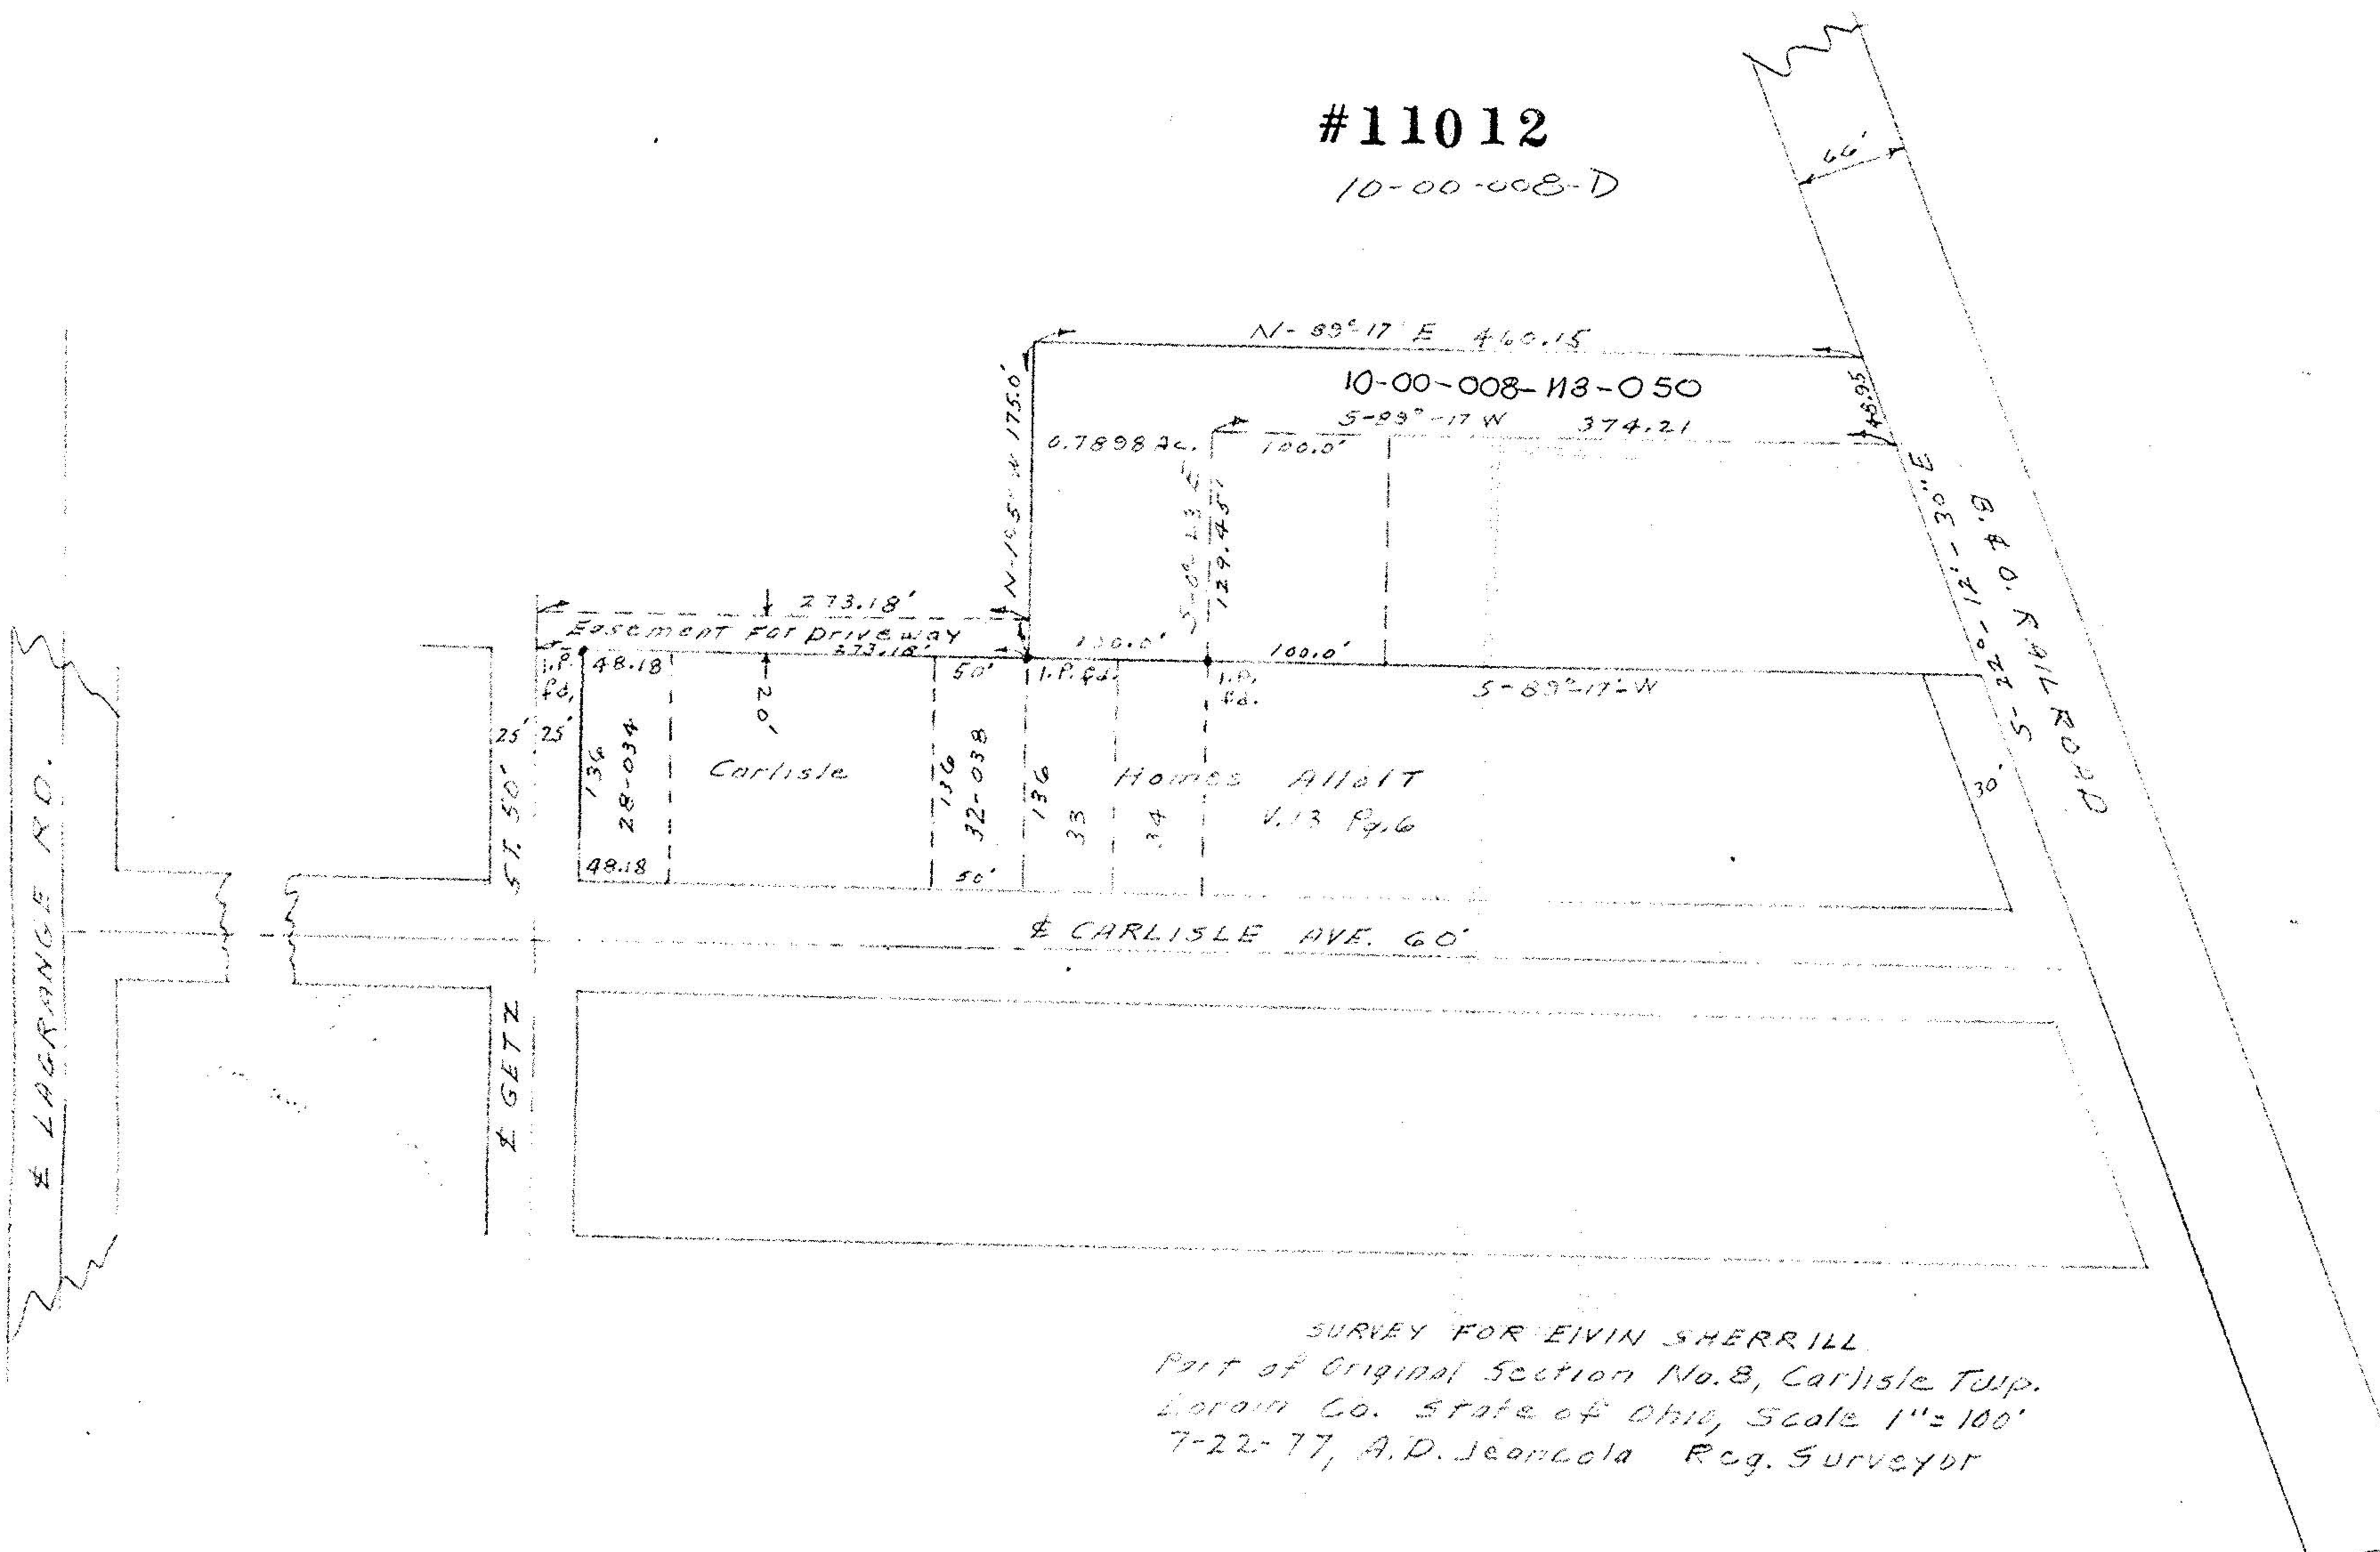 #11012
10-00-008-D
66'
N-89°17' E 460.15
10-00-008-113-050
S-89°-17 W 374.21
48.95
0.7898 Ac.
100.0'
N-1°5' W 175.0'
129.45'
S-22°-12'-30"E
B. & O. RAILROAD
273.18'
Easement For Driveway
273.18'
100.0'
100.0'
I.P. fd.
48.18
20'
50'
I.P. fd.
I.P. fd.
S-89°-17'-W
25' 25'
136
28-034
Carlisle
136
32-038
136
33
34
Homes Allot
V.13 Pg.6
30'
48.18
50'
℄ LAGRANGE RD.
℄ GETZ ST. 50'
℄ CARLISLE AVE. 60'
SURVEY FOR ElVIN SHERRILL
Part of Original Section No.8, Carlisle Twp.
Lorain Co. State of Ohio, Scale 1"=100'
7-22-77, A.D. Jeancola Reg. Surveyor